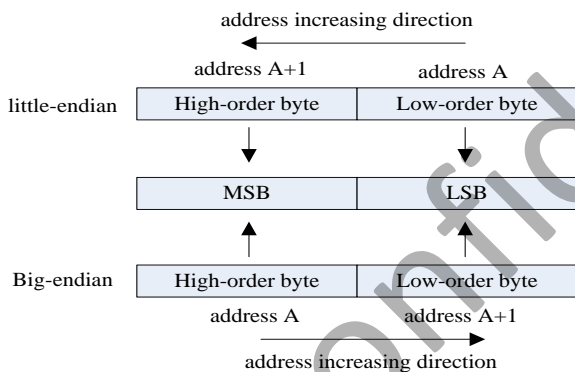 address increasing direction
address A+1 address A
little-endian High-order byte Low-order byte
MSB LSB
Big-endian High-order byte Low-order byte
address A address A+1
address increasing direction
onfid